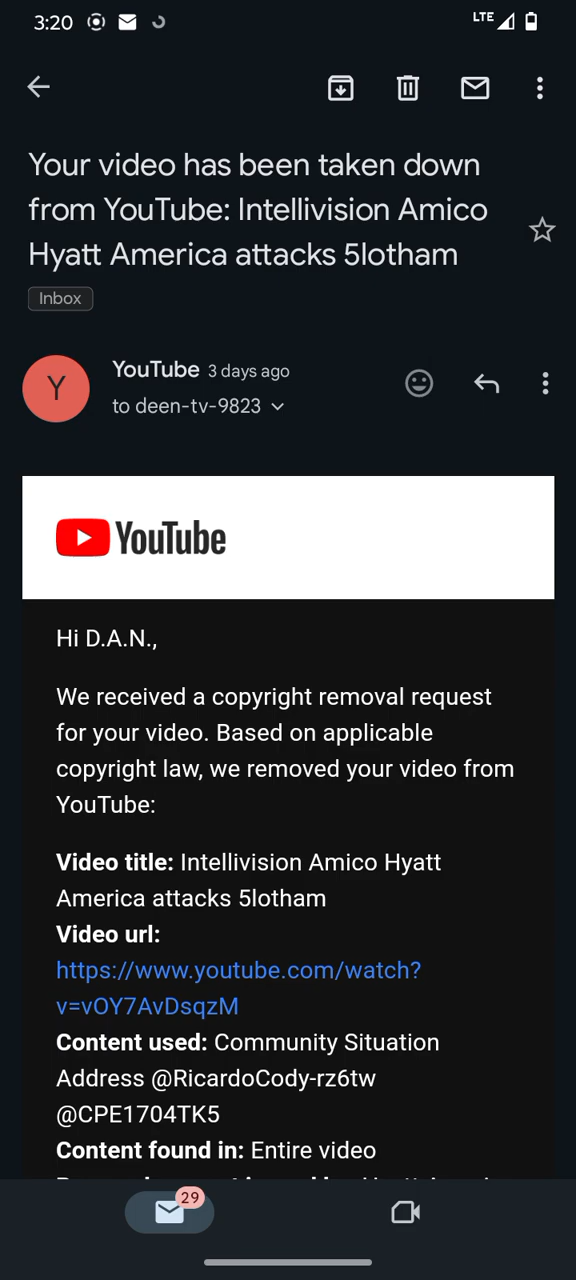 3:20
LTE
Your video has been taken down
from YouTube: Intellivision Amico
Hyatt America attacks 5lotham
Inbox
Y
YouTube 3 days ago
to deen-tv-9823
YouTube
Hi D.A.N.,
We received a copyright removal request
for your video. Based on applicable
copyright law, we removed your video from
YouTube:
Video title: Intellivision Amico Hyatt
America attacks 5lotham
Video url:
https://www.youtube.com/watch?
v=vOY7AvDsqzM
Content used: Community Situation
Address @RicardoCody-rz6tw
@CPE1704TK5
Content found in: Entire video
29